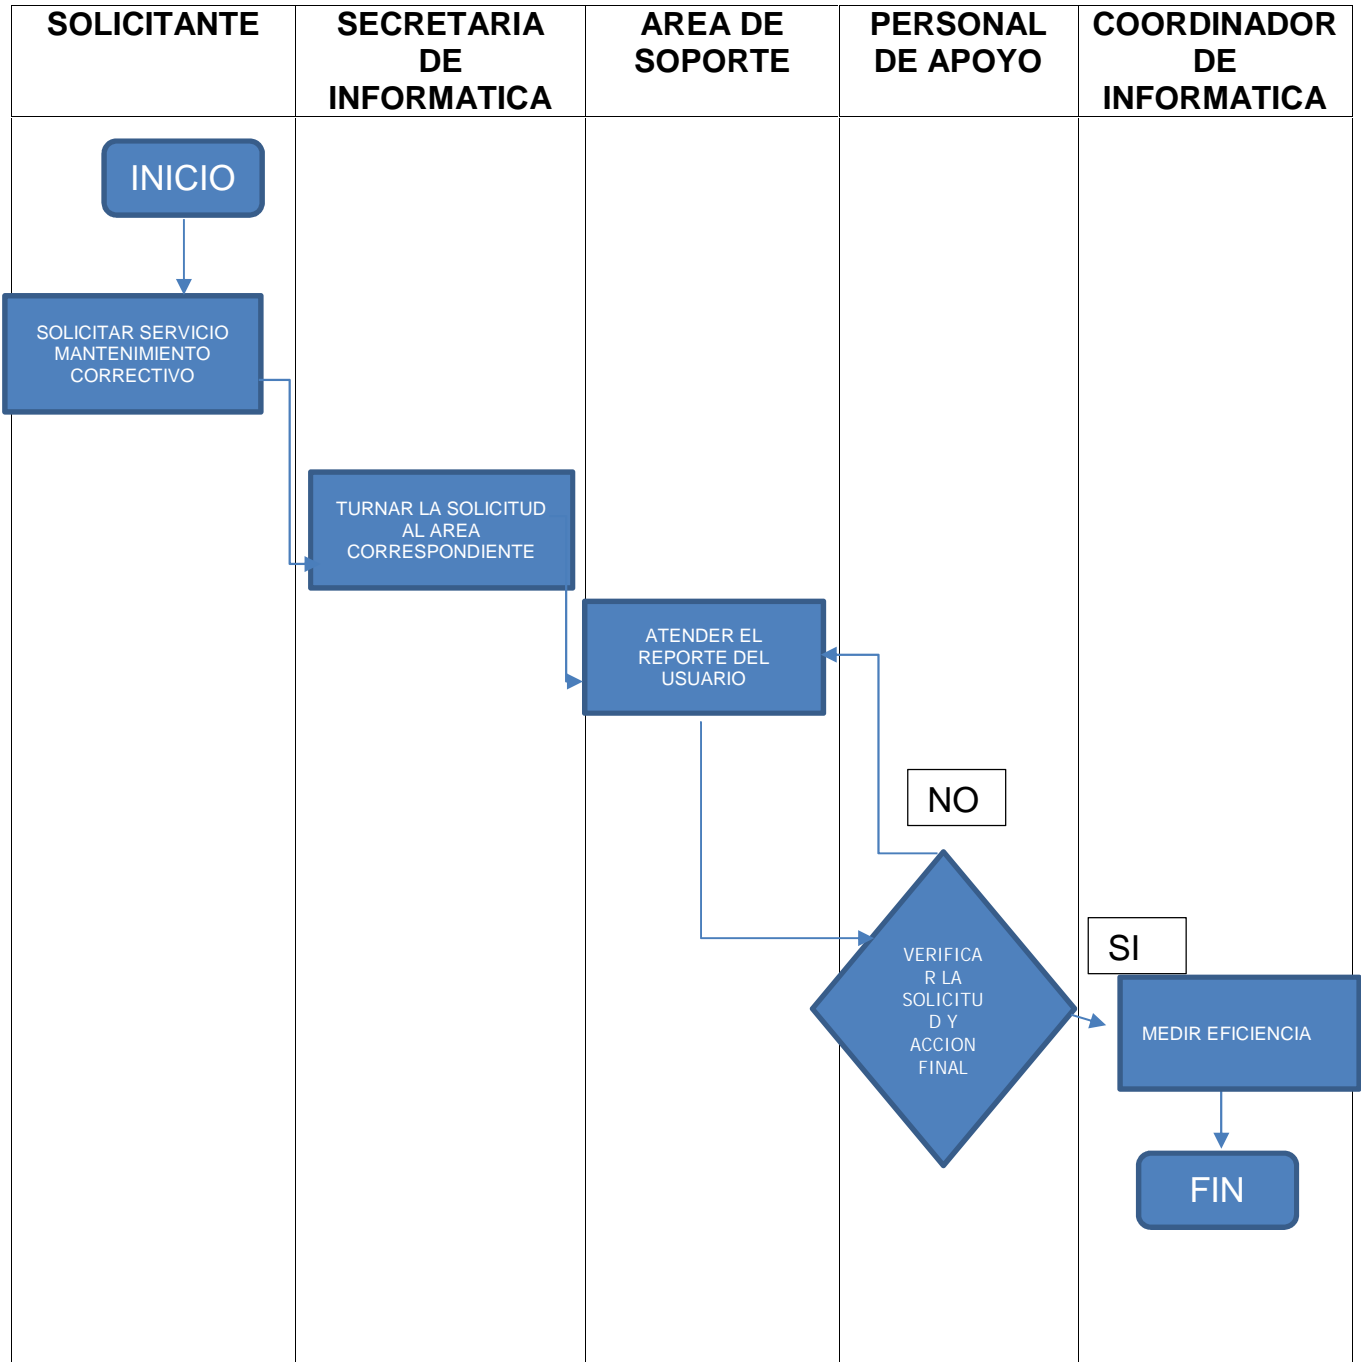 SOLICITANTE
SECRETARIA
DE
INFORMATICA
AREA DE
SOPORTE
PERSONAL
DE APOYO
COORDINADOR
DE
INFORMATICA
INICIO
SOLICITAR SERVICIO
MANTENIMIENTO
CORRECTIVO
TURNAR LA SOLICITUD
AL AREA
CORRESPONDIENTE
ATENDER EL
REPORTE DEL
USUARIO
NO
VERIFICA
R LA
SOLICITU
D Y
ACCION
FINAL
SI
MEDIR EFICIENCIA
FIN